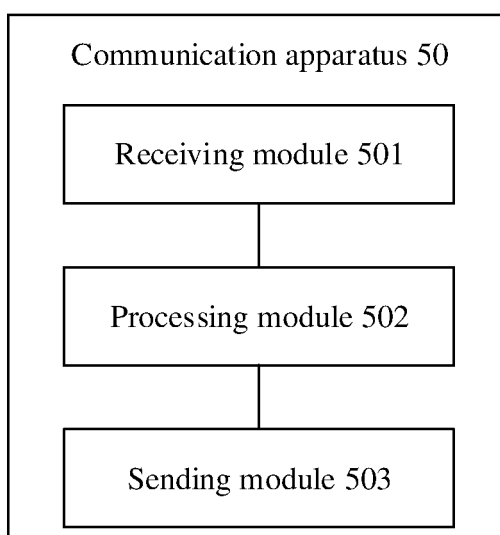 Communication apparatus 50
Receiving module 501
Processing module 502
Sending module 503